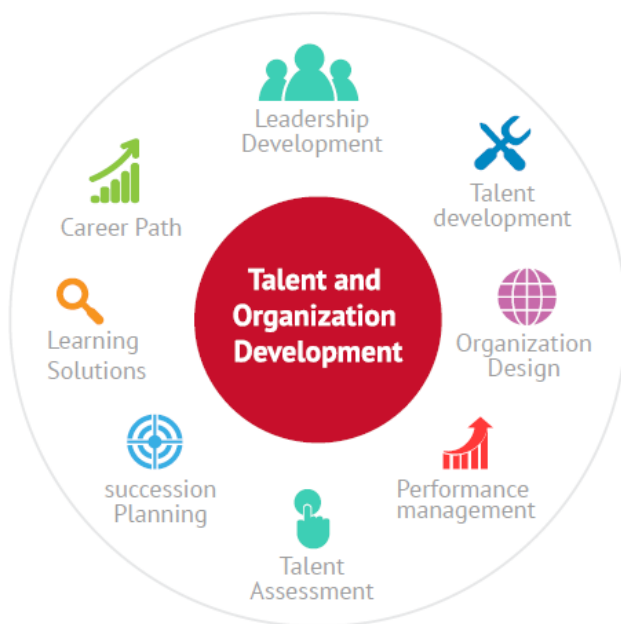 Leadership
Development
Talent
development
Organization
Design
Performance
management
Talent
Assessment
succession
Planning
Learning
Solutions
Career Path
Talent and
Organization
Development